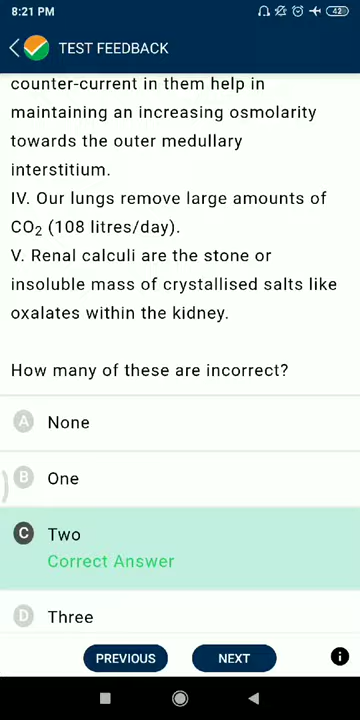 8:21 PM
42
TEST FEEDBACK
counter-current in them help in
maintaining an increasing osmolarity
towards the outer medullary
interstitium.
IV. Our lungs remove large amounts of
CO₂ (108 litres/day).
V. Renal calculi are the stone or
insoluble mass of crystallised salts like
oxalates within the kidney.
How many of these are incorrect?
A None
B One
C Two
Correct Answer
D Three
PREVIOUS NEXT